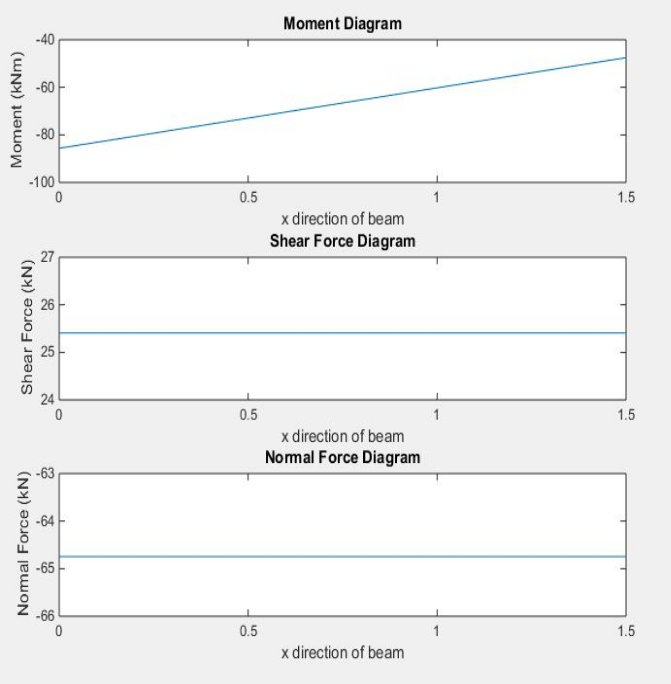 Moment Diagram
Moment (kNm)
-40
-60
-80
-100
0 0.5 1 1.5
x direction of beam
Shear Force Diagram
Shear Force (kN)
27
26
25
24
0 0.5 1 1.5
x direction of beam
Normal Force Diagram
Normal Force (kN)
-63
-64
-65
-66
0 0.5 1 1.5
x direction of beam